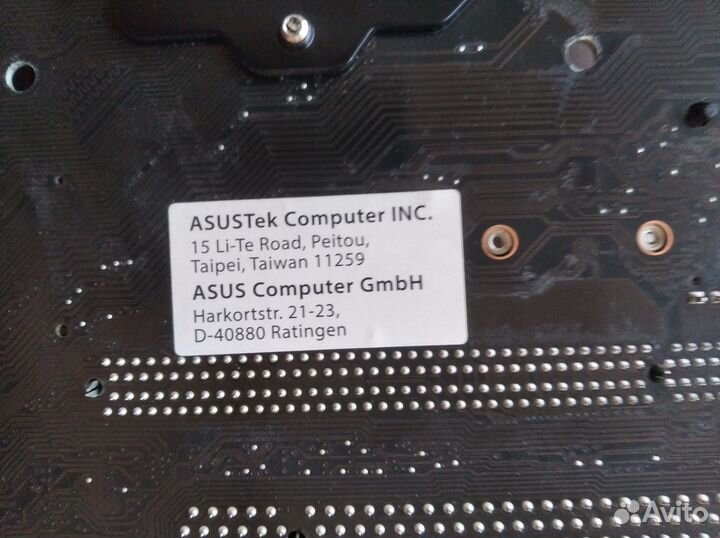 ASUSTek Computer INC.
15 Li-Te Road, Peitou,
Taipei, Taiwan 11259
ASUS Computer GmbH
Harkortstr. 21-23,
D-40880 Ratingen
Avito